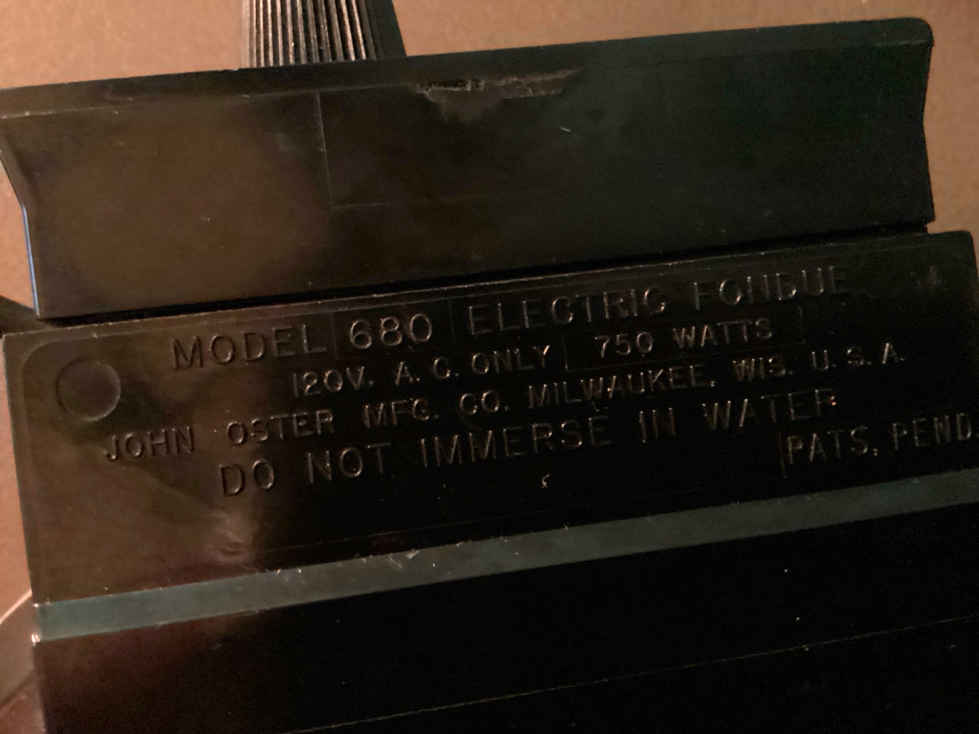 MODEL 680 ELECTRIC FONDUE
120V. A.C. ONLY 750 WATTS
JOHN OSTER MFG. CO. MILWAUKEE, WIS. U.S.A.
DO NOT IMMERSE IN WATER
PATS. PEND